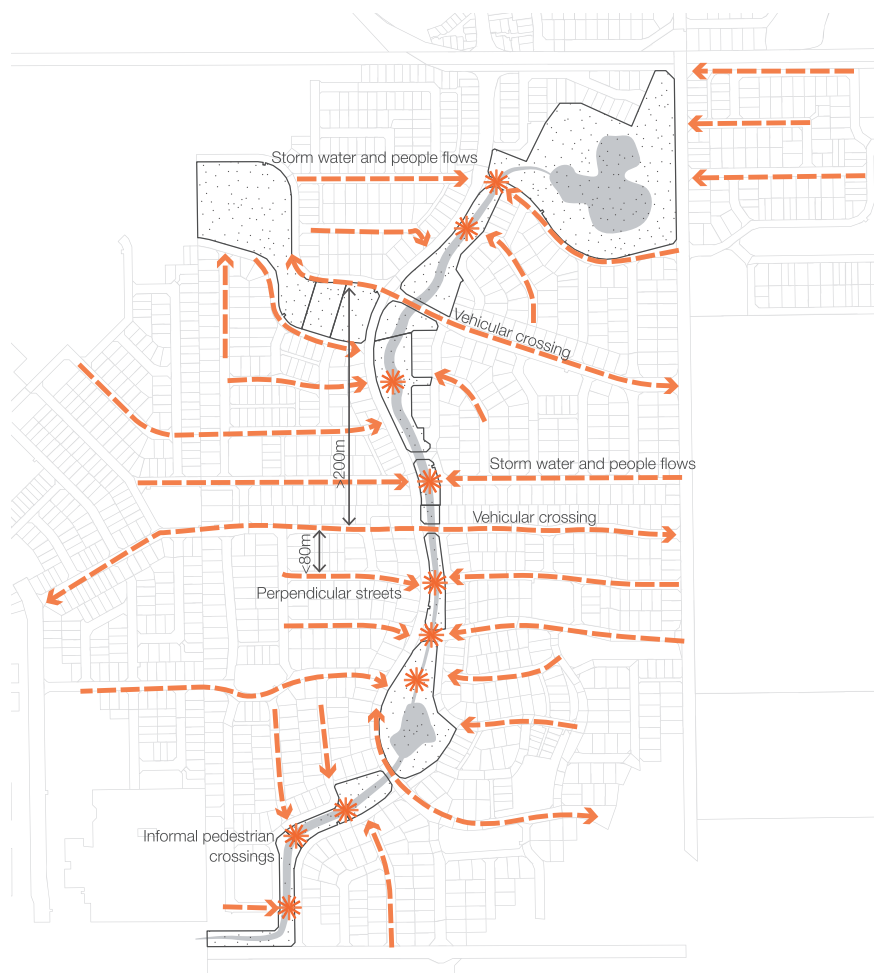 Storm water and people flows
Vehicular crossing
>200m
Storm water and people flows
Vehicular crossing
<80m
Perpendicular streets
Informal pedestrian
crossings